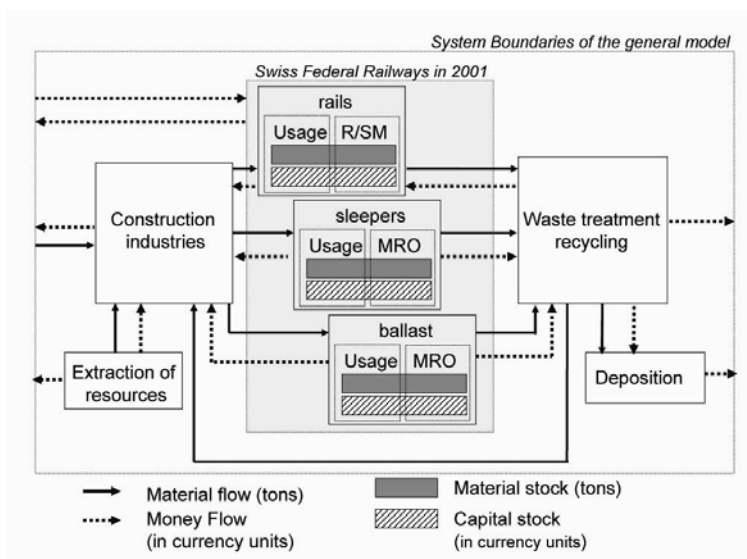 System Boundaries of the general model
Swiss Federal Railways in 2001
rails
Usage R/SM
Construction
industries
sleepers
Usage MRO
Waste treatment
recycling
ballast
Usage MRO
Extraction of
resources
Deposition
Material flow (tons)
Money Flow
(in currency units)
Material stock (tons)
Capital stock
(in currency units)